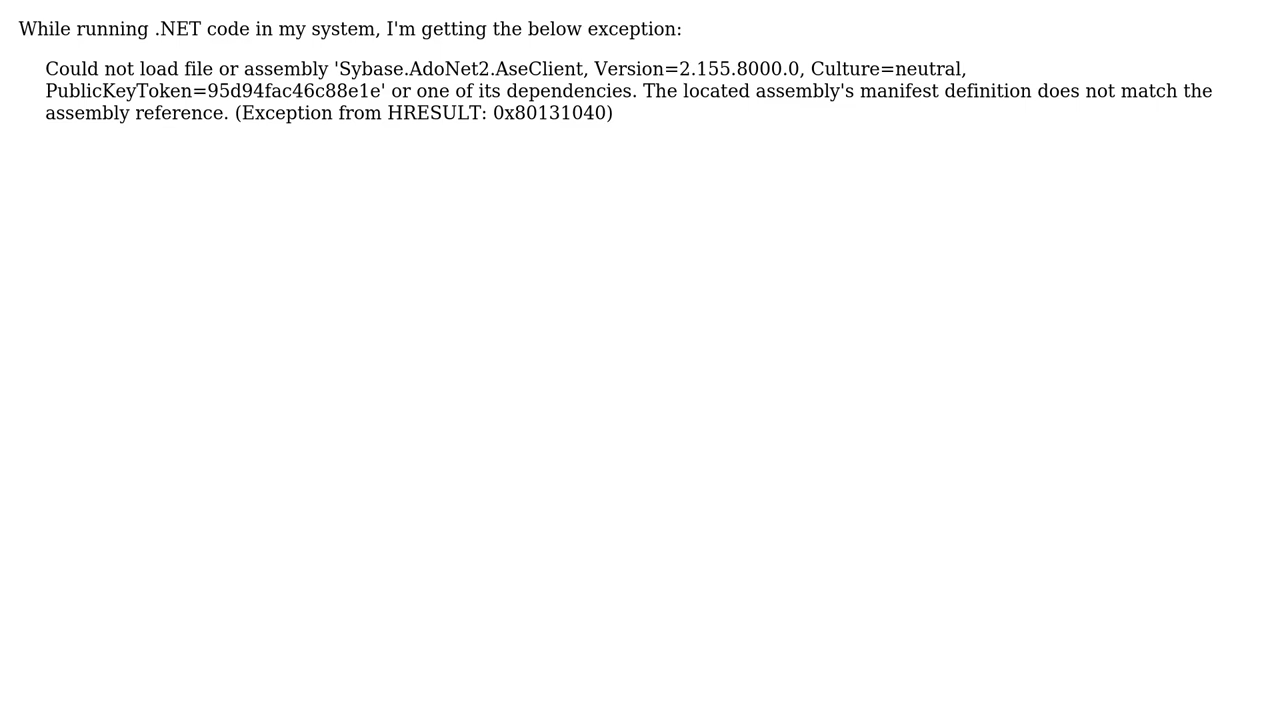 While running .NET code in my system, I'm getting the below exception:
Could not load file or assembly 'Sybase.AdoNet2.AseClient, Version=2.155.8000.0, Culture=neutral,
PublicKeyToken=95d94fac46c88e1e' or one of its dependencies. The located assembly's manifest definition does not match the
assembly reference. (Exception from HRESULT: 0x80131040)